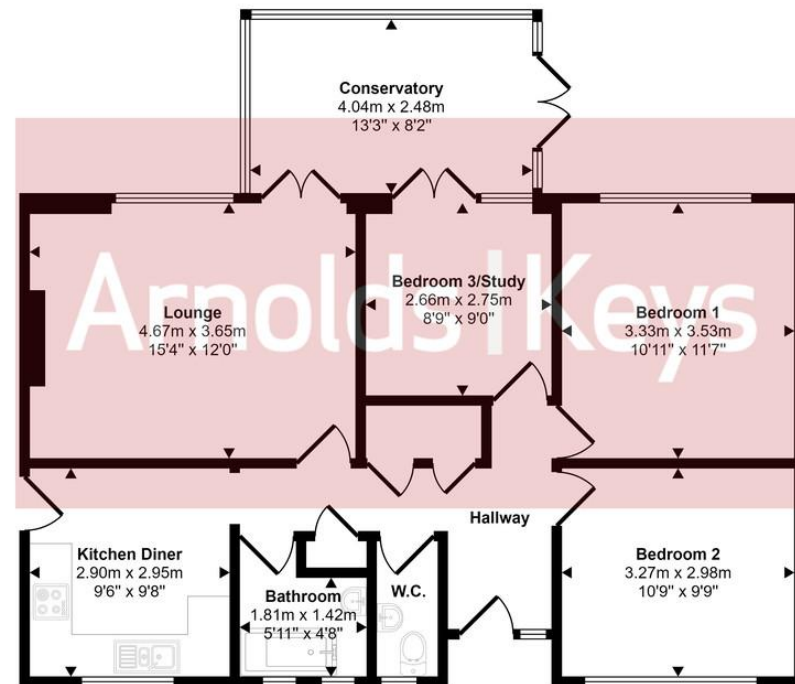 Conservatory
4.04m x 2.48m
13'3" x 8'2"
Arnolds|Keys
Lounge
4.67m x 3.65m
15'4" x 12'0"
Bedroom 3/Study
2.66m x 2.75m
8'9" x 9'0"
Bedroom 1
3.33m x 3.53m
10'11" x 11'7"
Hallway
Kitchen Diner
2.90m x 2.95m
9'6" x 9'8"
Bathroom
1.81m x 1.42m
5'11" x 4'8"
W.C.
Bedroom 2
3.27m x 2.98m
10'9" x 9'9"